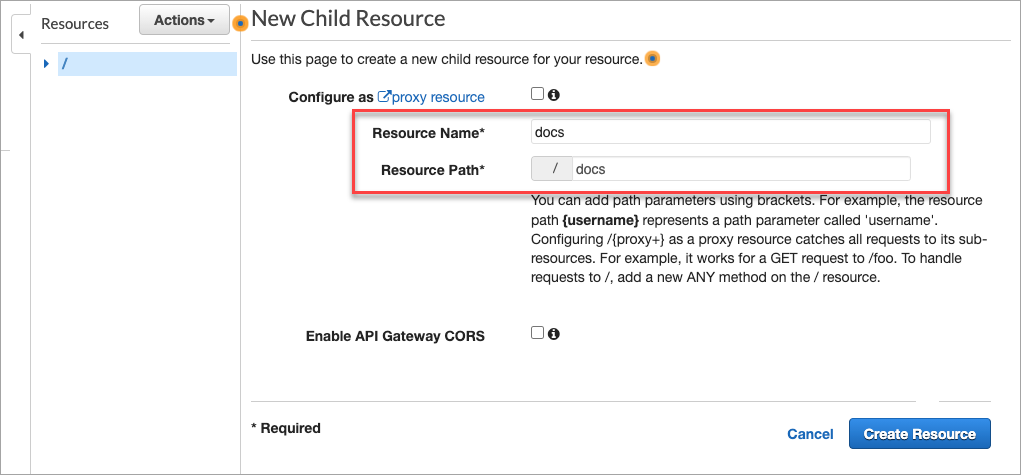 Resources
Actions
/
New Child Resource
Use this page to create a new child resource for your resource.
Configure as proxy resource
Resource Name* docs
Resource Path* / docs
You can add path parameters using brackets. For example, the resource
path {username} represents a path parameter called 'username'.
Configuring /{proxy+} as a proxy resource catches all requests to its sub-
resources. For example, it works for a GET request to /foo. To handle
requests to /, add a new ANY method on the / resource.
Enable API Gateway CORS
* Required
Cancel
Create Resource